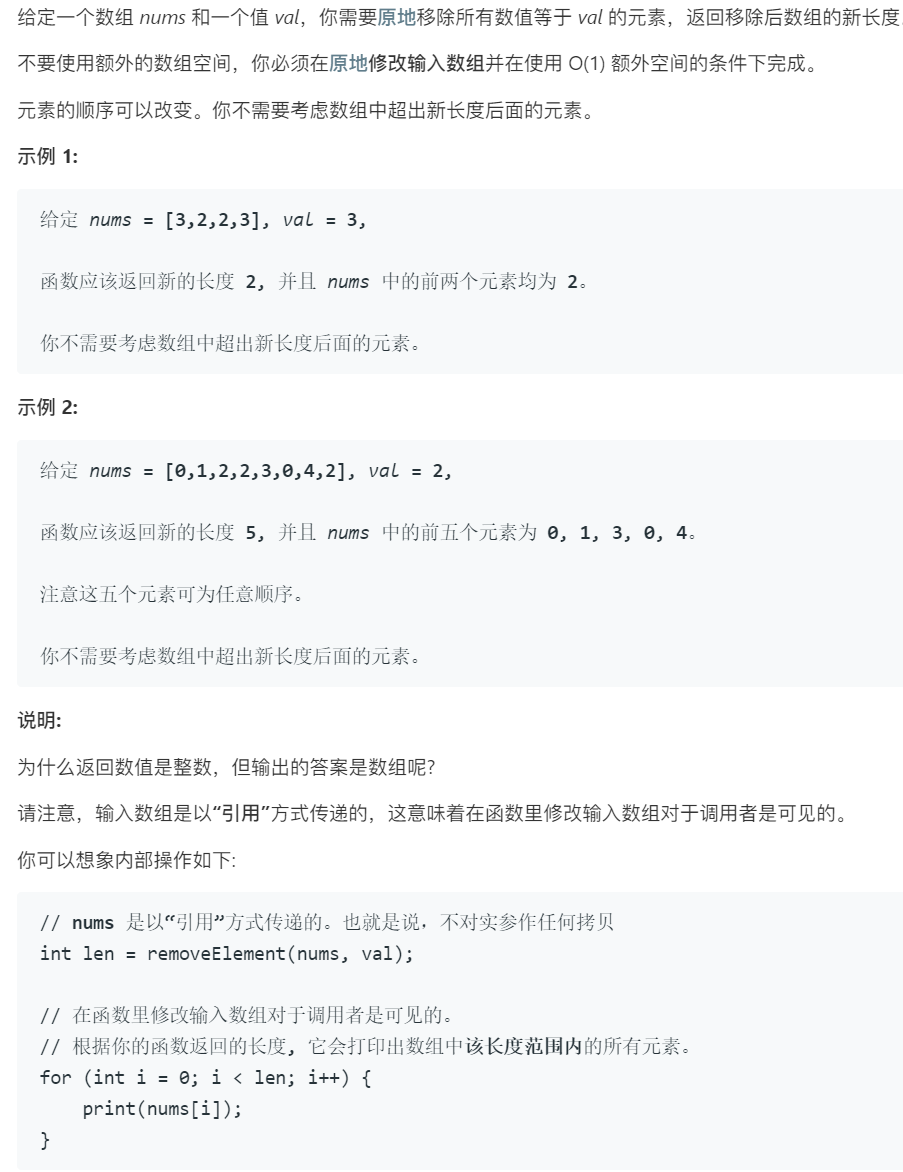 给定一个数组 nums 和一个值 val，你需要原地移除所有数值等于 val 的元素，返回移除后数组的新长度
不要使用额外的数组空间，你必须在原地修改输入数组并在使用 O(1) 额外空间的条件下完成。
元素的顺序可以改变。你不需要考虑数组中超出新长度后面的元素。
示例 1:
给定 nums = [3,2,2,3], val = 3,
函数应该返回新的长度 2, 并且 nums 中的前两个元素均为 2。
你不需要考虑数组中超出新长度后面的元素。
示例 2:
给定 nums = [0,1,2,2,3,0,4,2], val = 2,
函数应该返回新的长度 5, 并且 nums 中的前五个元素为 0, 1, 3, 0, 4。
注意这五个元素可为任意顺序。
你不需要考虑数组中超出新长度后面的元素。
说明:
为什么返回数值是整数，但输出的答案是数组呢?
请注意，输入数组是以“引用”方式传递的，这意味着在函数里修改输入数组对于调用者是可见的。
你可以想象内部操作如下:
// nums 是以“引用”方式传递的。也就是说，不对实参作任何拷贝
int len = removeElement(nums, val);
// 在函数里修改输入数组对于调用者是可见的。
// 根据你的函数返回的长度, 它会打印出数组中该长度范围内的所有元素。
for (int i = 0; i < len; i++) {
    print(nums[i]);
}